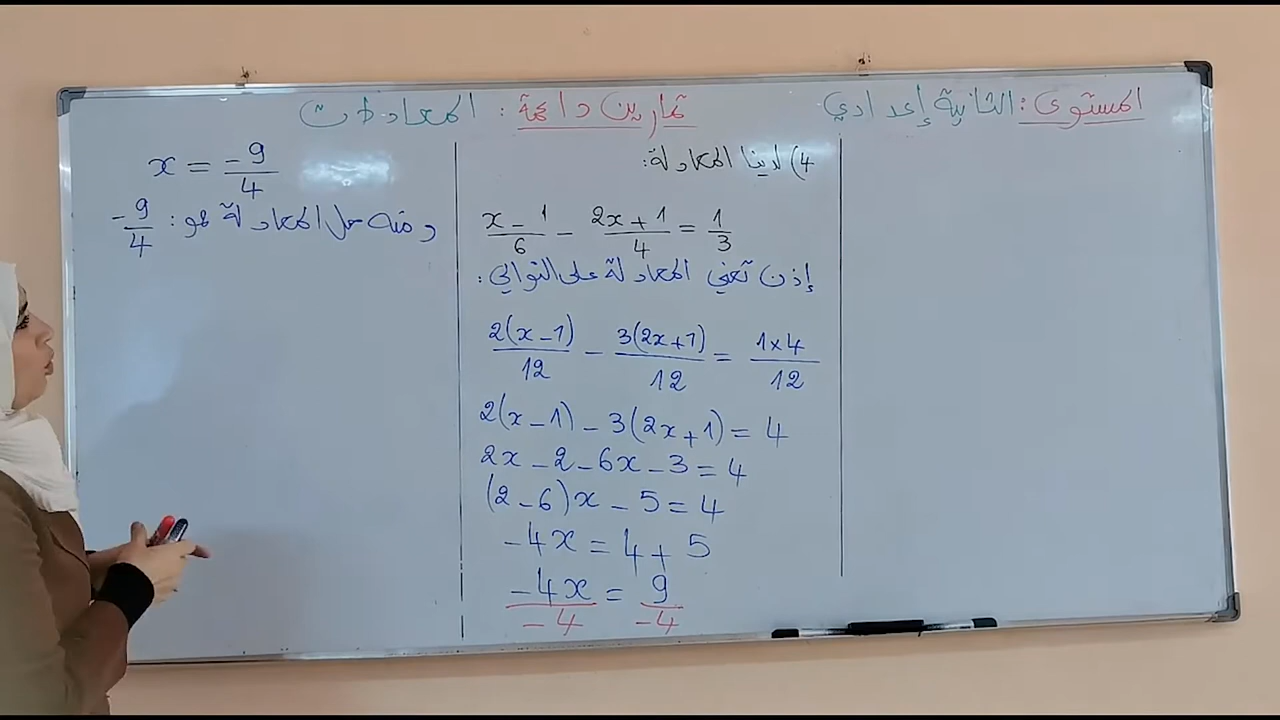 المستوى: الثانية إعدادي
تمارين داعمة: المعادلات
4) لدينا المعادلة:
x - 1/6 - 2x + 1/4 = 1/3
إذن تعني المعادلة على التوالي:
2(x - 1)/12 - 3(2x + 1)/12 = 1 × 4/12
2(x - 1) - 3(2x + 1) = 4
2x - 2 - 6x - 3 = 4
(2 - 6)x - 5 = 4
-4x = 4 + 5
-4x/-4 = 9/-4
x = -9/4
ومنه حل المعادلة هو: -9/4